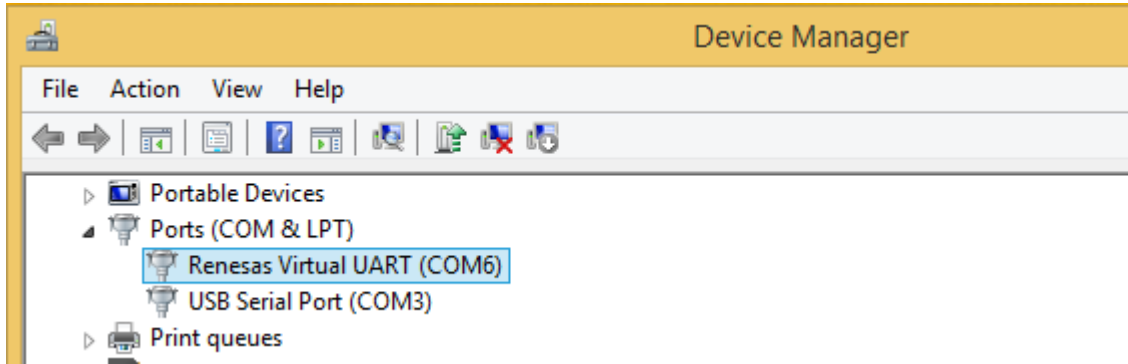 Device Manager
File Action View Help
Portable Devices
Ports (COM & LPT)
Renesas Virtual UART (COM6)
USB Serial Port (COM3)
Print queues